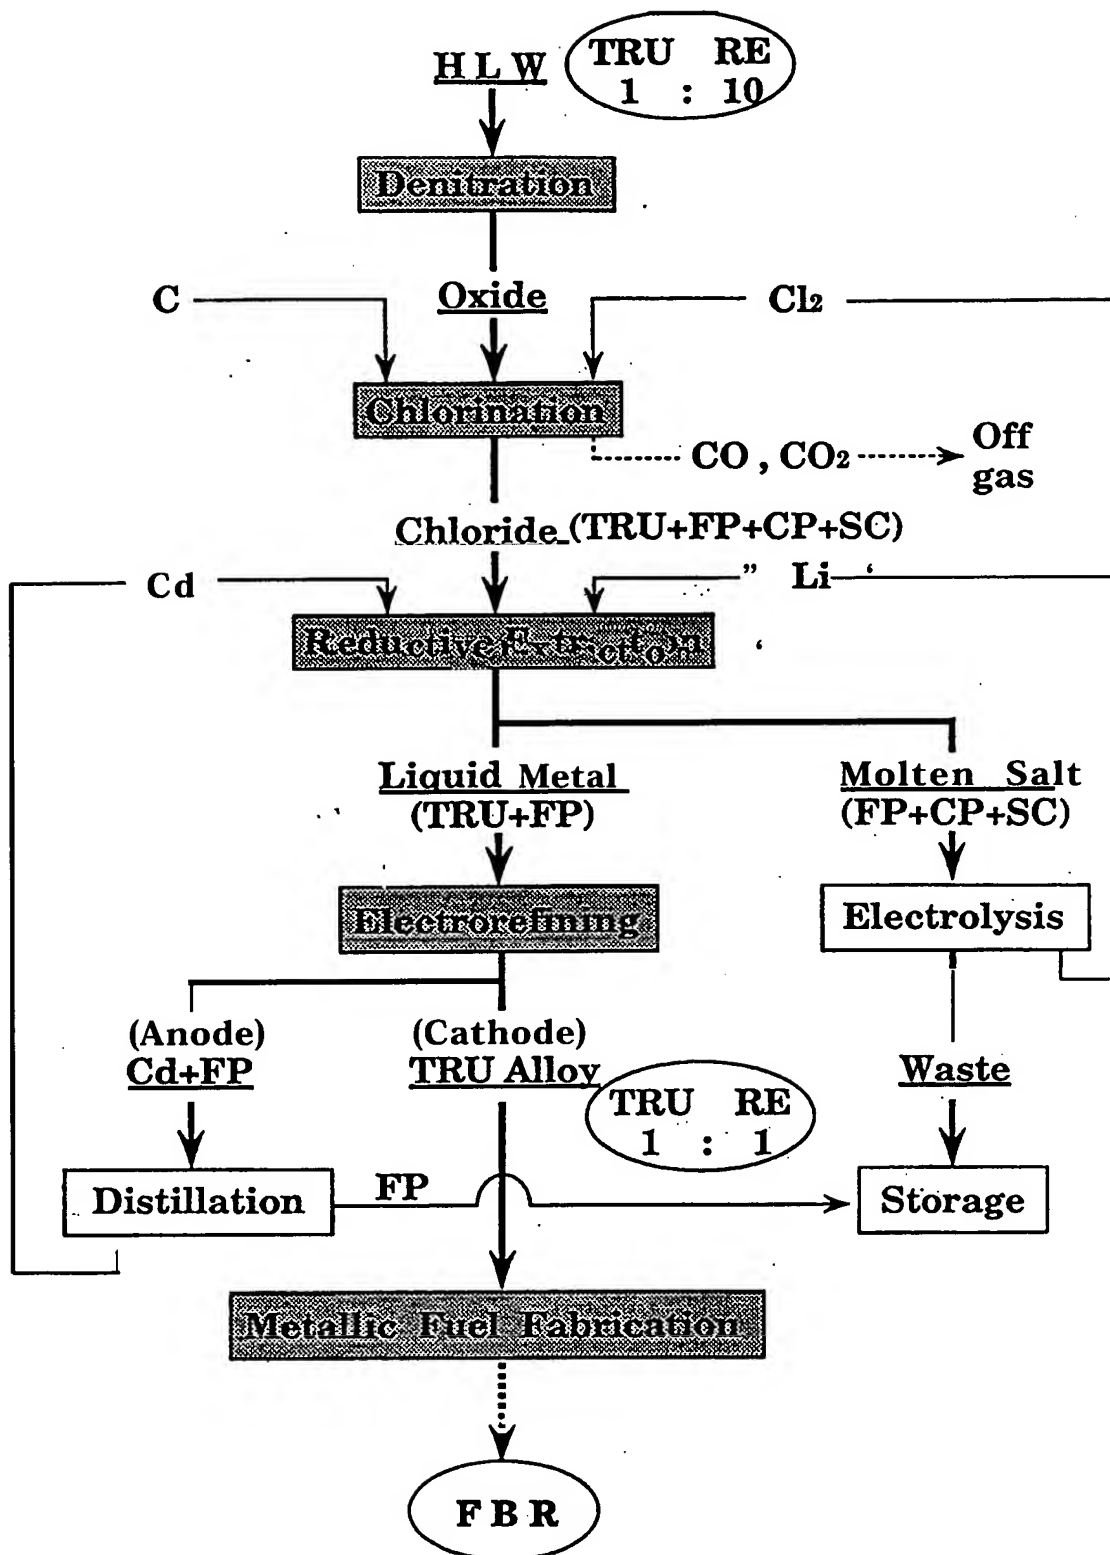 H L W
TRU RE
1 : 10
Denitration
C
Oxide
Cl2
Chlorination
CO , CO2
Off
gas
Chloride (TRU+FP+CP+SC)
Cd
Li
Reductive Extraction
Liquid Metal
(TRU+FP)
Molten Salt
(FP+CP+SC)
Electrorefining
Electrolysis
(Anode)
Cd+FP
(Cathode)
TRU Alloy
TRU RE
1 : 1
Waste
Distillation
FP
Storage
Metallic Fuel Fabrication
F B R